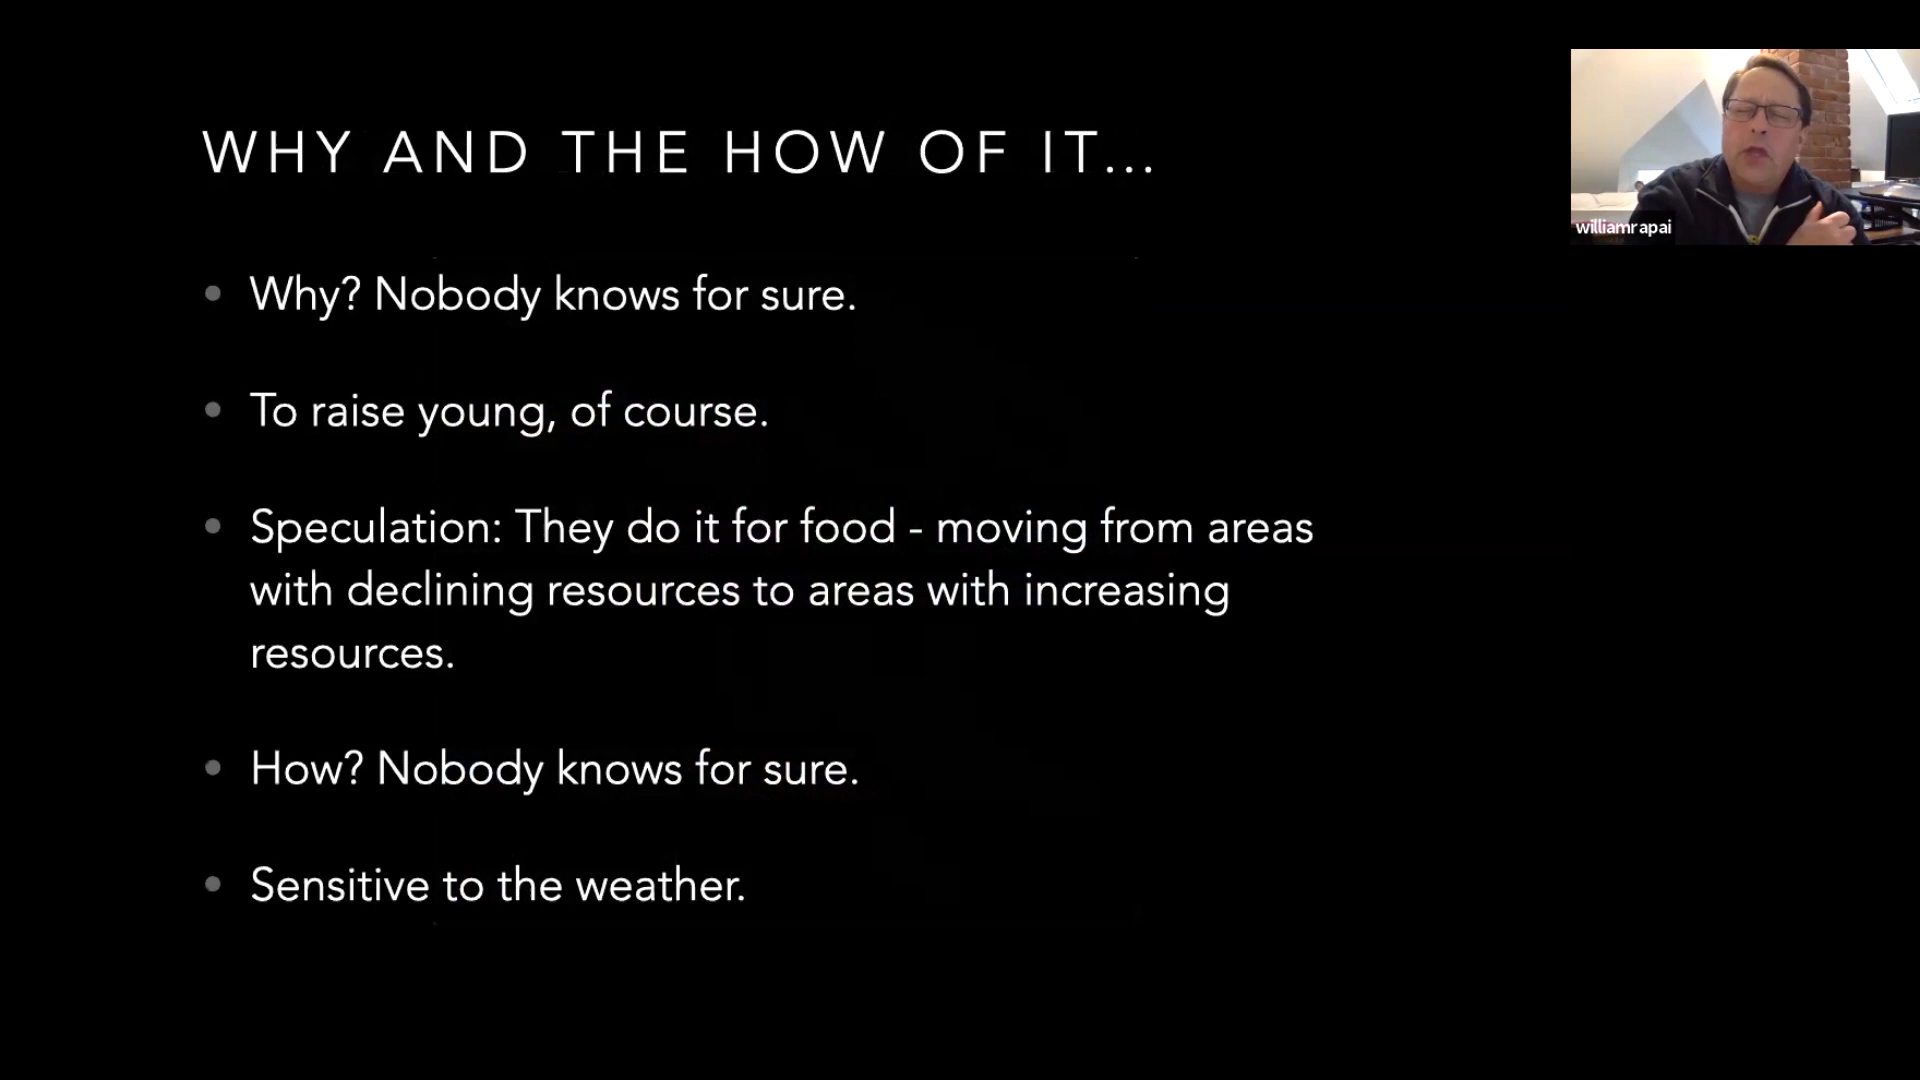 WHY AND THE HOW OF IT...
williamrapai
• Why? Nobody knows for sure.
• To raise young, of course.
• Speculation: They do it for food - moving from areas
with declining resources to areas with increasing
resources.
• How? Nobody knows for sure.
• Sensitive to the weather.